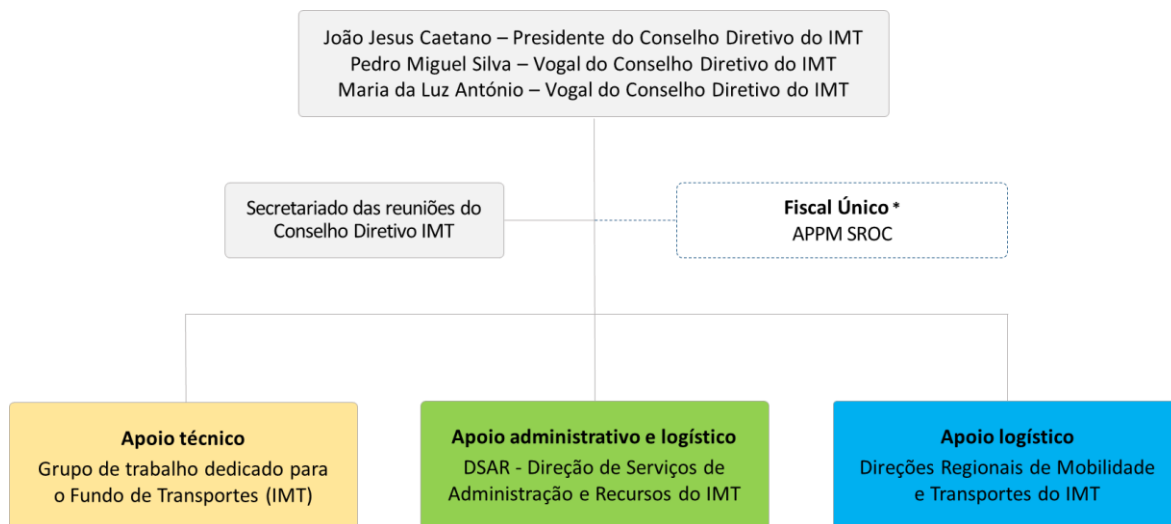 João Jesus Caetano – Presidente do Conselho Diretivo do IMT
Pedro Miguel Silva – Vogal do Conselho Diretivo do IMT
Maria da Luz António – Vogal do Conselho Diretivo do IMT
Secretariado das reuniões do
Conselho Diretivo IMT
Fiscal Único *
APPM SROC
Apoio técnico
Grupo de trabalho dedicado para
o Fundo de Transportes (IMT)
Apoio administrativo e logístico
DSAR - Direção de Serviços de
Administração e Recursos do IMT
Apoio logístico
Direções Regionais de Mobilidade
e Transportes do IMT